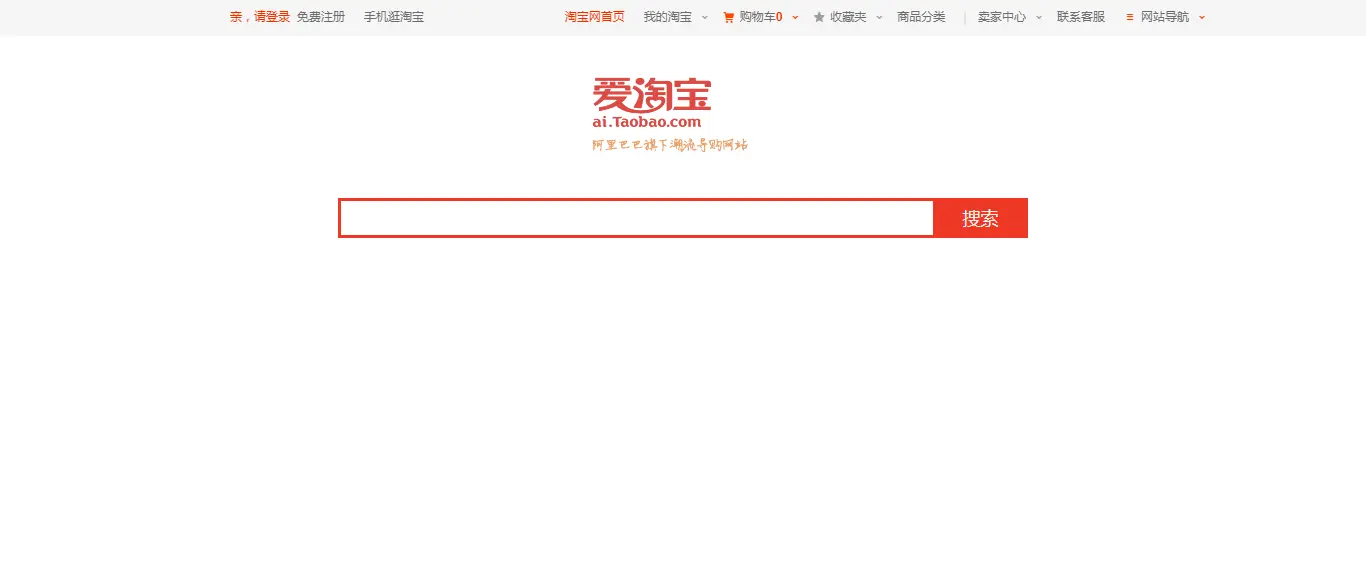 亲，请登录 免费注册 手机逛淘宝 淘宝网首页 我的淘宝 购物车0 收藏夹 商品分类 | 卖家中心 联系客服 网站导航
爱淘宝
ai.Taobao.com
阿里巴巴旗下潮流导购网站
搜索